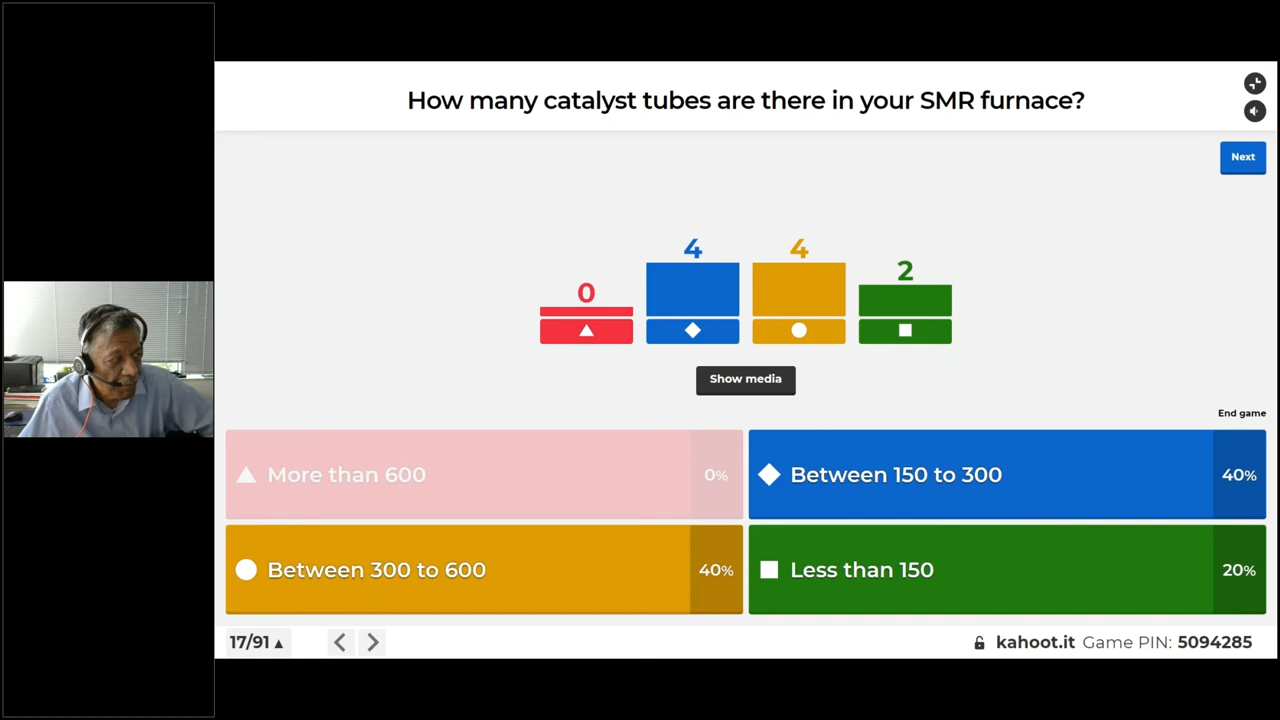 How many catalyst tubes are there in your SMR furnace?
Next
0
4
4
2
Show media
End game
More than 600
0%
Between 150 to 300
40%
Between 300 to 600
40%
Less than 150
20%
17/91
kahoot.it Game PIN: 5094285